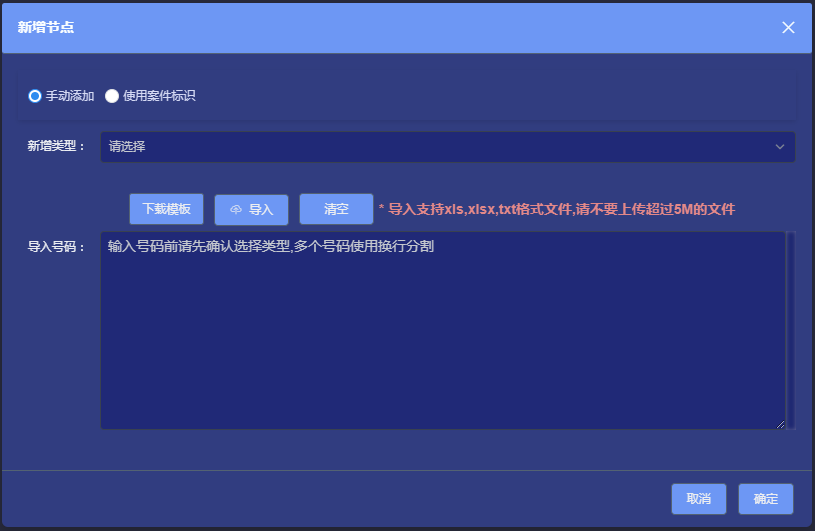 新增节点
手动添加 使用案件标识
新增类型： 请选择
下载模板 导入 清空 * 导入支持xls,xlsx,txt格式文件,请不要上传超过5M的文件
导入号码： 输入号码前请先确认选择类型,多个号码使用换行分割
取消 确定